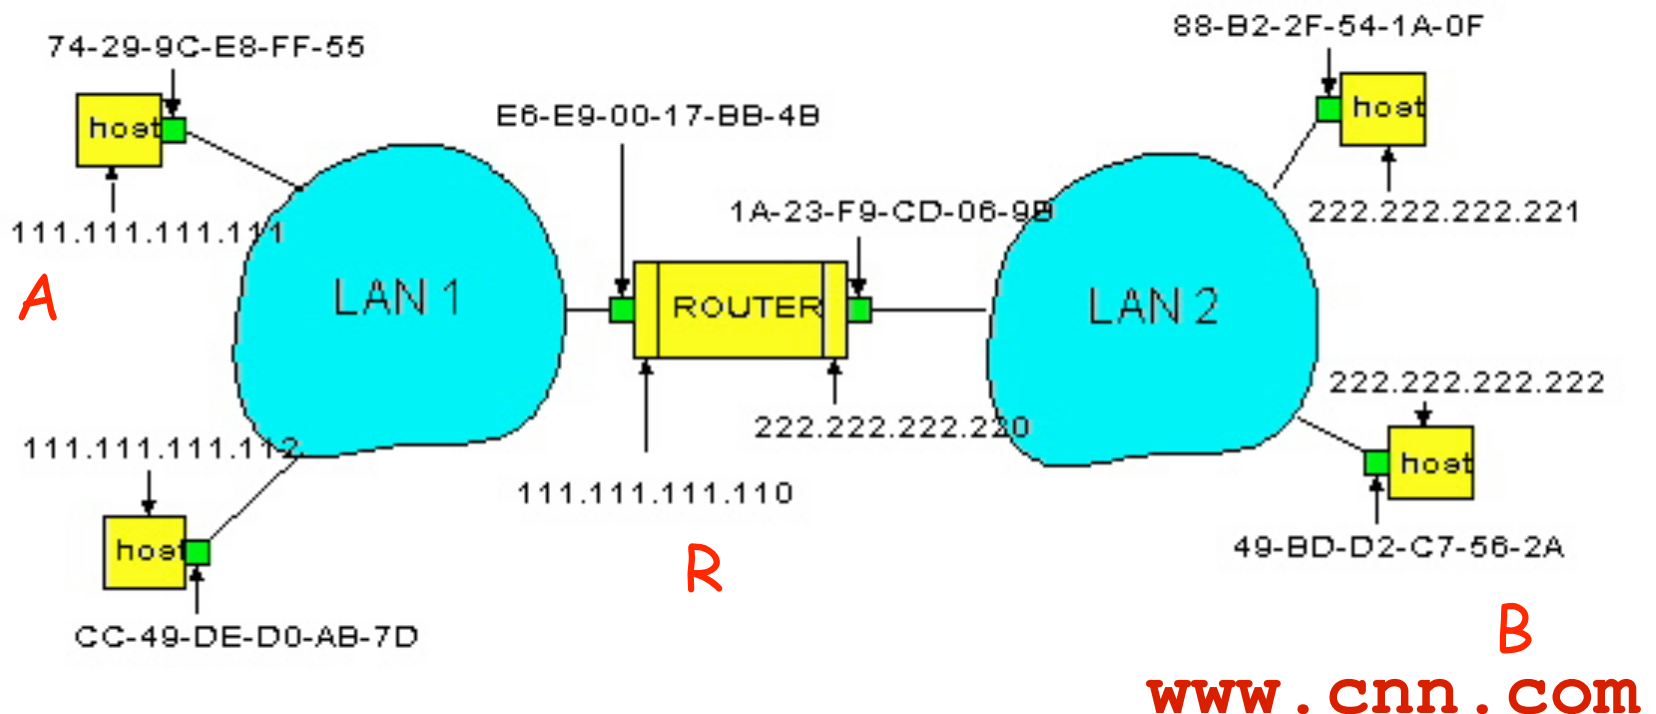 88-B2-2F-54-1A-0F
74-29-9C-E8-FF-55
host
host
E6-E9-00-17-BB-4B
1A-23-F9-CD-06-9B
222.222.222.221
111.111.111.111
A
LAN 1
ROUTER
LAN 2
222.222.222.222
222.222.222.220
111.111.111.112
host
111.111.111.110
host
49-BD-D2-C7-56-2A
R
CC-49-DE-D0-AB-7D
B
www.cnn.com